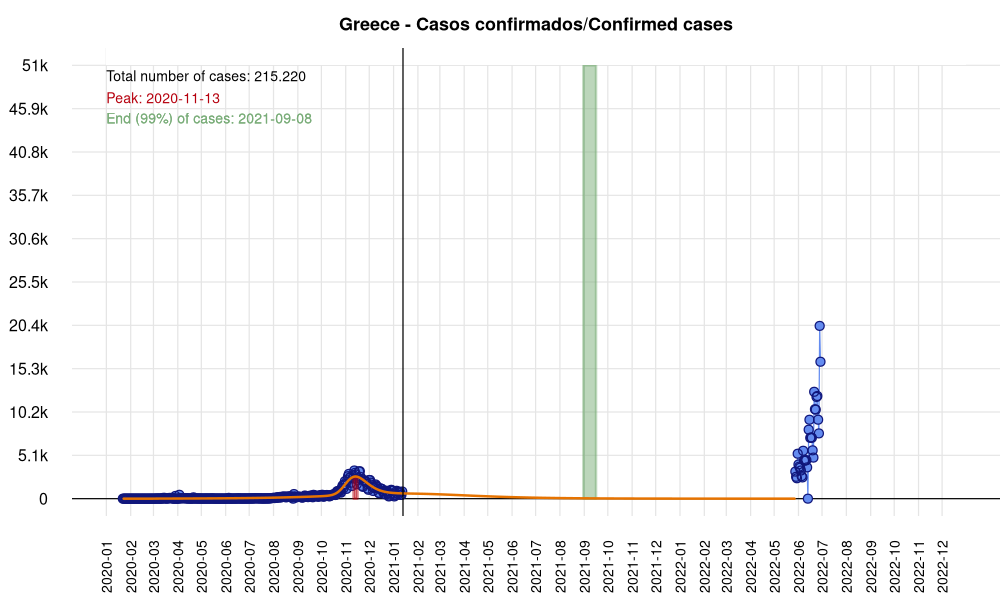 Greece - Casos confirmados/Confirmed cases
51k
45.9k
40.8k
35.7k
30.6k
25.5k
20.4k
15.3k
10.2k
5.1k
0
Total number of cases: 215.220
Peak: 2020-11-13
End (99%) of cases: 2021-09-08
2020-01
2020-02
2020-03
2020-04
2020-05
2020-06
2020-07
2020-08
2020-09
2020-10
2020-11
2020-12
2021-01
2021-02
2021-03
2021-04
2021-05
2021-06
2021-07
2021-08
2021-09
2021-10
2021-11
2021-12
2022-01
2022-02
2022-03
2022-04
2022-05
2022-06
2022-07
2022-08
2022-09
2022-10
2022-11
2022-12